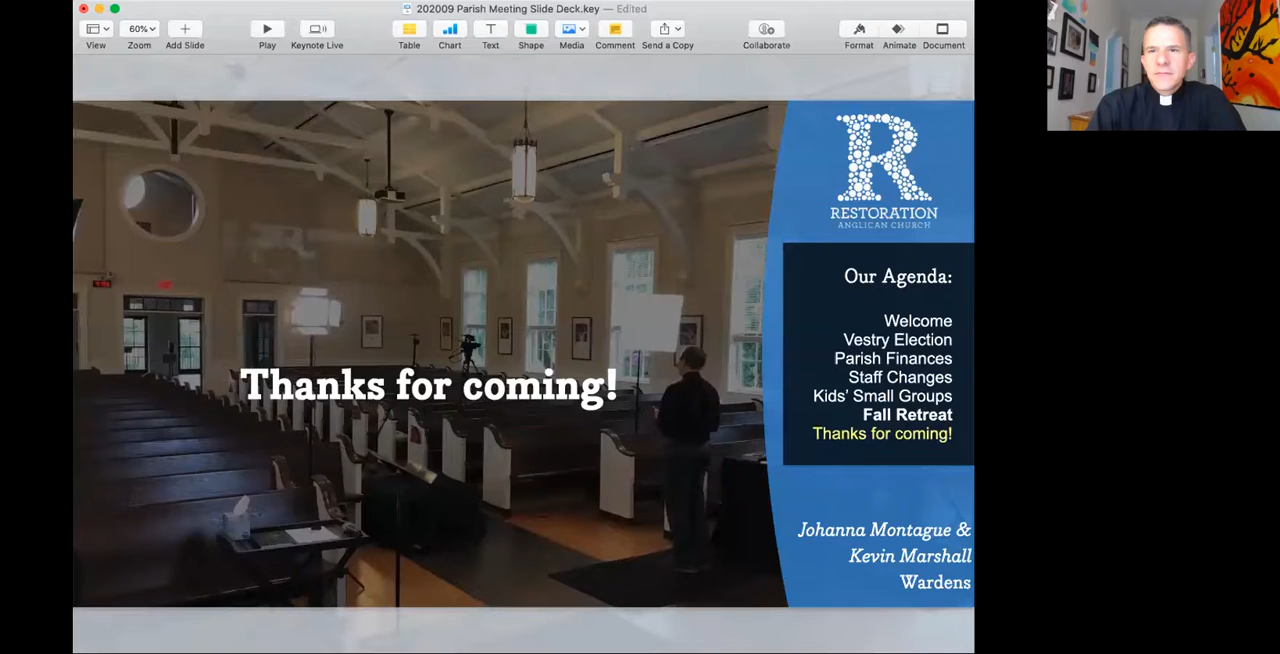 202009 Parish Meeting Slide Deck.key — Edited
60%
View
Zoom
Add Slide
Play
Keynote Live
Table
Chart
Text
Shape
Media
Comment
Send a Copy
Collaborate
Format
Animate
Document
R
RESTORATION
ANGLICAN CHURCH
Our Agenda:
Welcome
Vestry Election
Parish Finances
Staff Changes
Kids' Small Groups
Fall Retreat
Thanks for coming!
Thanks for coming!
Johanna Montague &
Kevin Marshall
Wardens